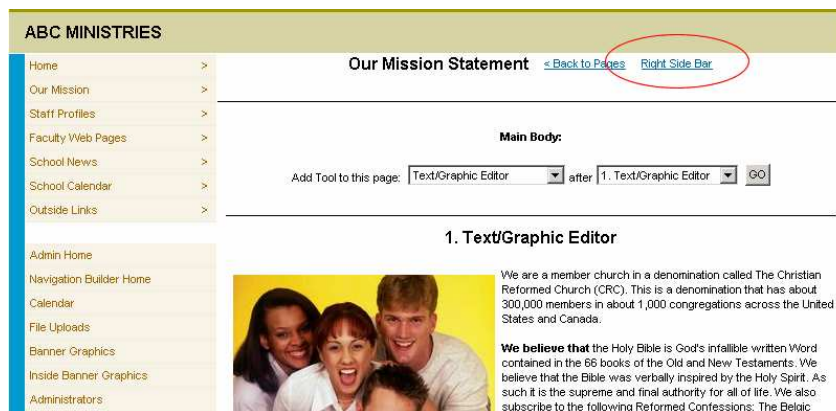 ABC MINISTRIES
Home >
Our Mission >
Staff Profiles >
Faculty Web Pages >
School News >
School Calendar >
Outside Links >
Admin Home
Navigation Builder Home
Calendar
File Uploads
Banner Graphics
Inside Banner Graphics
Administrators
Our Mission Statement < Back to Pages Right Side Bar
Main Body:
Add Tool to this page: Text/Graphic Editor after 1. Text/Graphic Editor GO
1. Text/Graphic Editor
We are a member church in a denomination called The Christian
Reformed Church (CRC). This is a denomination that has about
300,000 members in about 1,000 congregations across the United
States and Canada.
We believe that the Holy Bible is God's infallible written Word
contained in the 66 books of the Old and New Testaments. We
believe that the Bible was verbally inspired by the Holy Spirit. As
such it is the supreme and final authority for all of life. We also
subscribe to the following Reformed Confessions: The Belgic